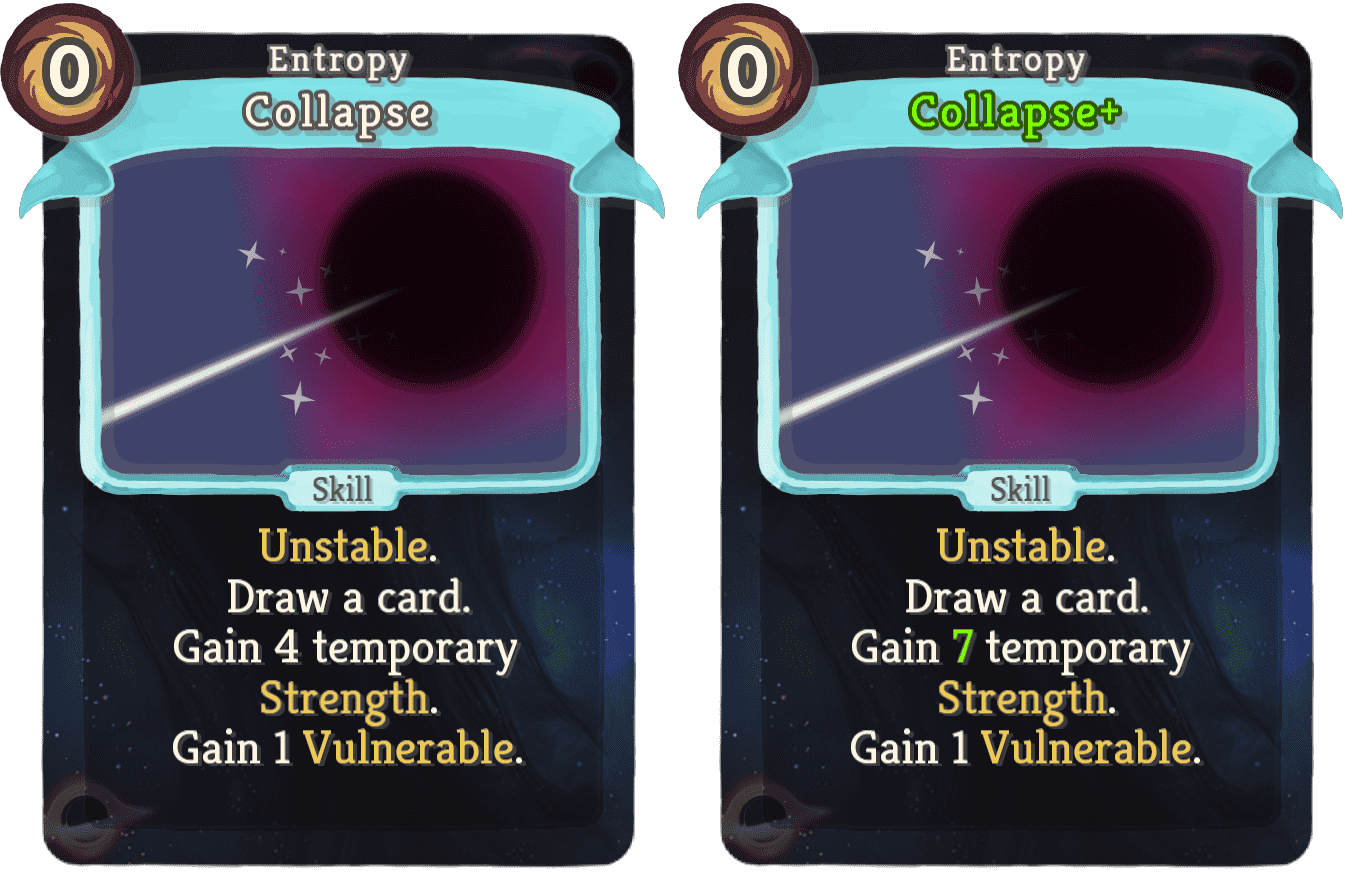 0
Entropy
Collapse
Skill
Unstable.
Draw a card.
Gain 4 temporary
Strength.
Gain 1 Vulnerable.
0
Entropy
Collapse+
Skill
Unstable.
Draw a card.
Gain 7 temporary
Strength.
Gain 1 Vulnerable.